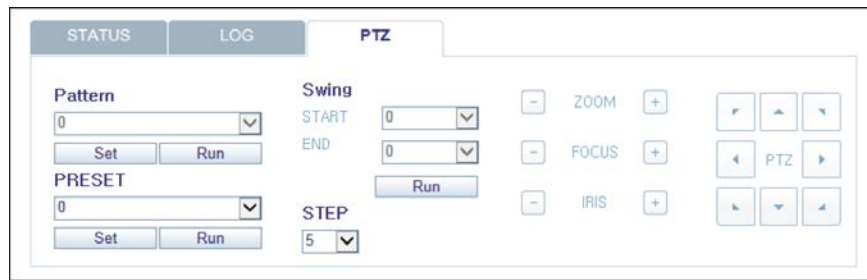 STATUS LOG PTZ
Pattern
0
Set Run
PRESET
0
Set Run
Swing
START 0
END 0
Run
STEP
5
- ZOOM +
- FOCUS +
- IRIS +
PTZ